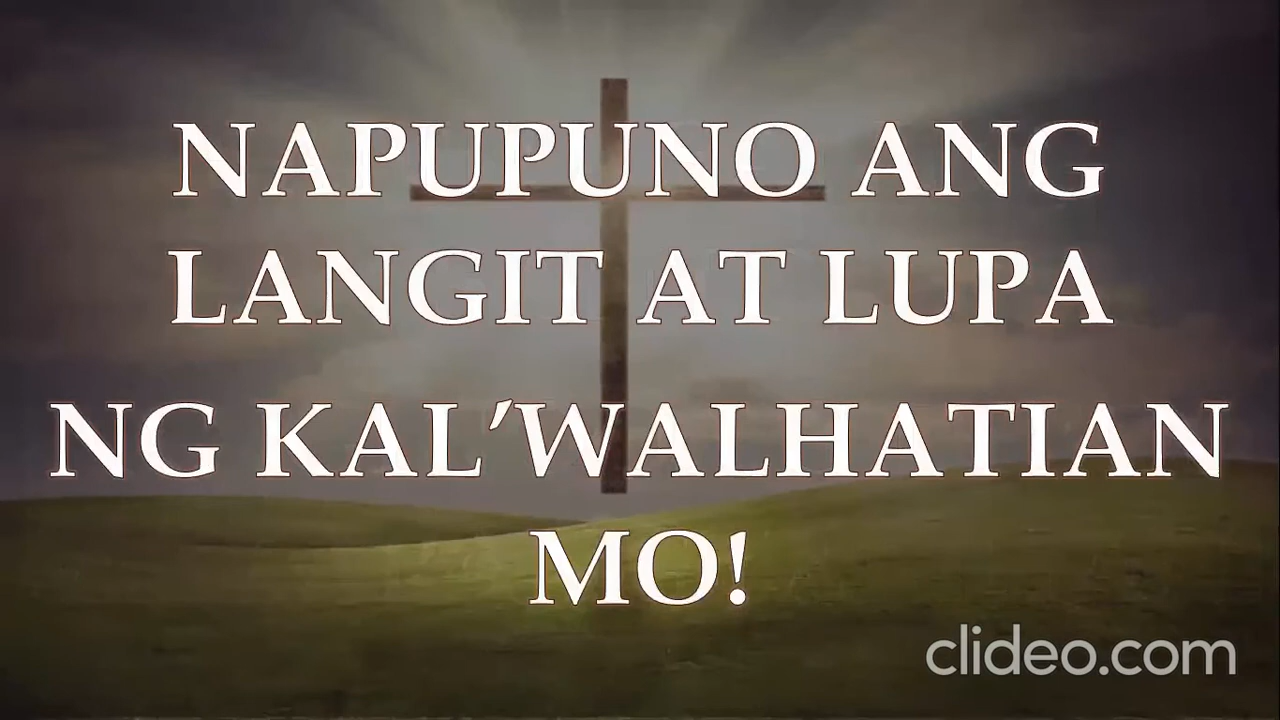 NAPUPUNO ANG
LANGIT AT LUPA
NG KAL'WALHATIAN
MO!
clideo.com